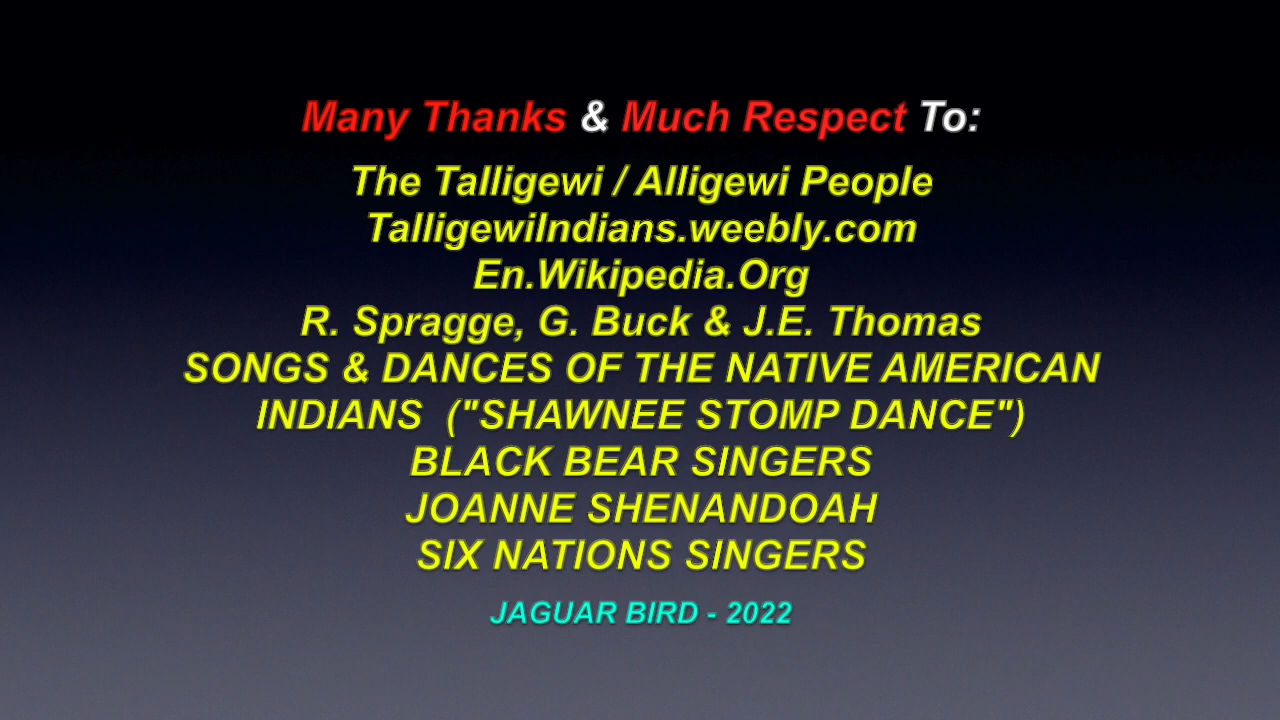 Many Thanks & Much Respect To:
The Talligewi / Alligewi People
TalligewiIndians.weebly.com
En.Wikipedia.Org
R. Spragge, G. Buck & J.E. Thomas
SONGS & DANCES OF THE NATIVE AMERICAN
INDIANS ("SHAWNEE STOMP DANCE")
BLACK BEAR SINGERS
JOANNE SHENANDOAH
SIX NATIONS SINGERS
JAGUAR BIRD - 2022